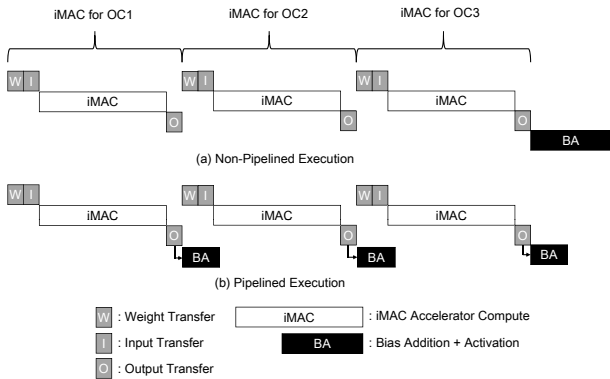 iMAC for OC1 iMAC for OC2 iMAC for OC3
W I W I W I
iMAC iMAC iMAC
O O O
BA
(a) Non-Pipelined Execution
W I W I W I
iMAC iMAC iMAC
O O O
BA BA BA
(b) Pipelined Execution
W : Weight Transfer iMAC : iMAC Accelerator Compute
I : Input Transfer BA : Bias Addition + Activation
O : Output Transfer